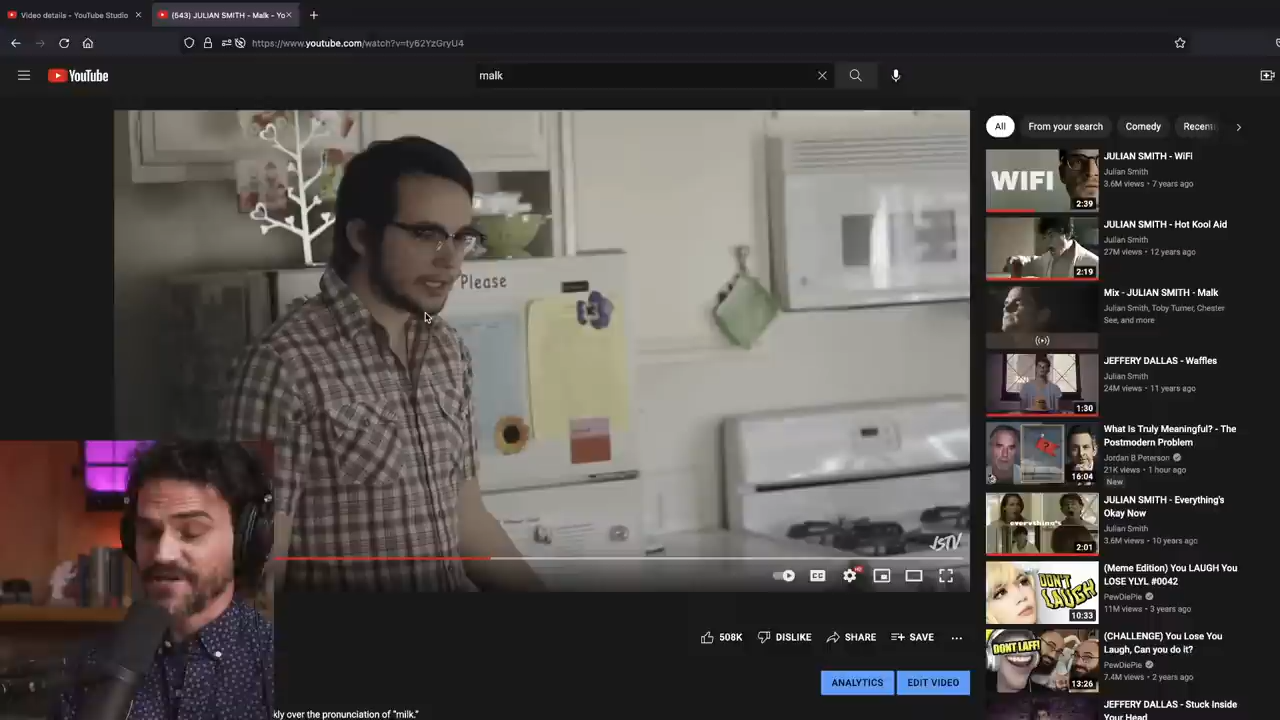 Video details - YouTube Studio
(543) JULIAN SMITH - Malk - Yo
https://www.youtube.com/watch?v=ty62YzGryU4
YouTube
malk
Please
JSTV
508K
DISLIKE
SHARE
SAVE
ANALYTICS
EDIT VIDEO
kly over the pronunciation of "milk."
All
From your search
Comedy
Recen
WIFI
2:39
JULIAN SMITH - WiFi
Julian Smith
3.6M views • 7 years ago
2:19
JULIAN SMITH - Hot Kool Aid
Julian Smith
27M views • 12 years ago
Mix - JULIAN SMITH - Malk
Julian Smith, Toby Turner, Chester
See, and more
1:30
JEFFERY DALLAS - Waffles
Julian Smith
24M views • 11 years ago
16:04
What Is Truly Meaningful? - The
Postmodern Problem
Jordan B Peterson
21K views • 1 hour ago
New
everything's
2:01
JULIAN SMITH - Everything's
Okay Now
Julian Smith
3.6M views • 10 years ago
DON'T
LAUGH
10:33
(Meme Edition) You LAUGH You
LOSE YLYL #0042
PewDiePie
11M views • 3 years ago
DONT LAFF!
13:26
(CHALLENGE) You Lose You
Laugh, Can you do it?
PewDiePie
7.4M views • 2 years ago
JEFFERY DALLAS - Stuck Inside
Your Head